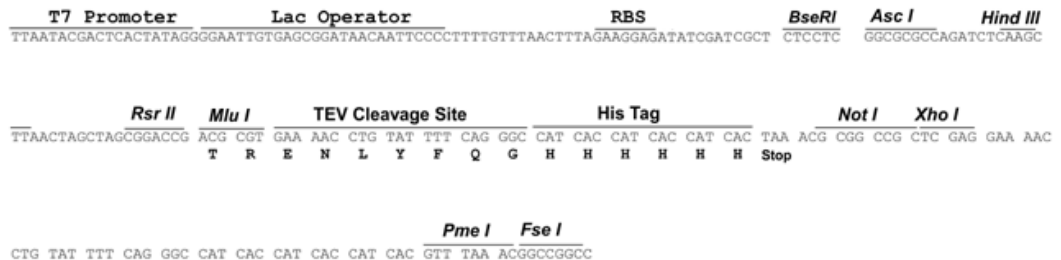 T7 Promoter Lac Operator RBS BseRI Asc I Hind III
TTAATACGACTCACTATAGGGGAATTGTGAGCGGATAACAATTCCCCTTTTGTTTAACTTTAGAAGGAGATATCGATCGCT CTCCTC GGCGCGCCAGATCTCAAGC
Rsr II Mlu I TEV Cleavage Site His Tag Not I Xho I
TTAACTAGCTAGCGGACCG ACG CGT GAA AAC CTG TAT TTT CAG GGC CAT CAC CAT CAC CAT CAC TAA ACG CGG CCG CTC GAG GAA AAC
T R E N L Y F Q G H H H H H H Stop
Pme I Fse I
CTG TAT TTT CAG GGC CAT CAC CAT CAC CAT CAC GTT TAA ACGGCCGGCC